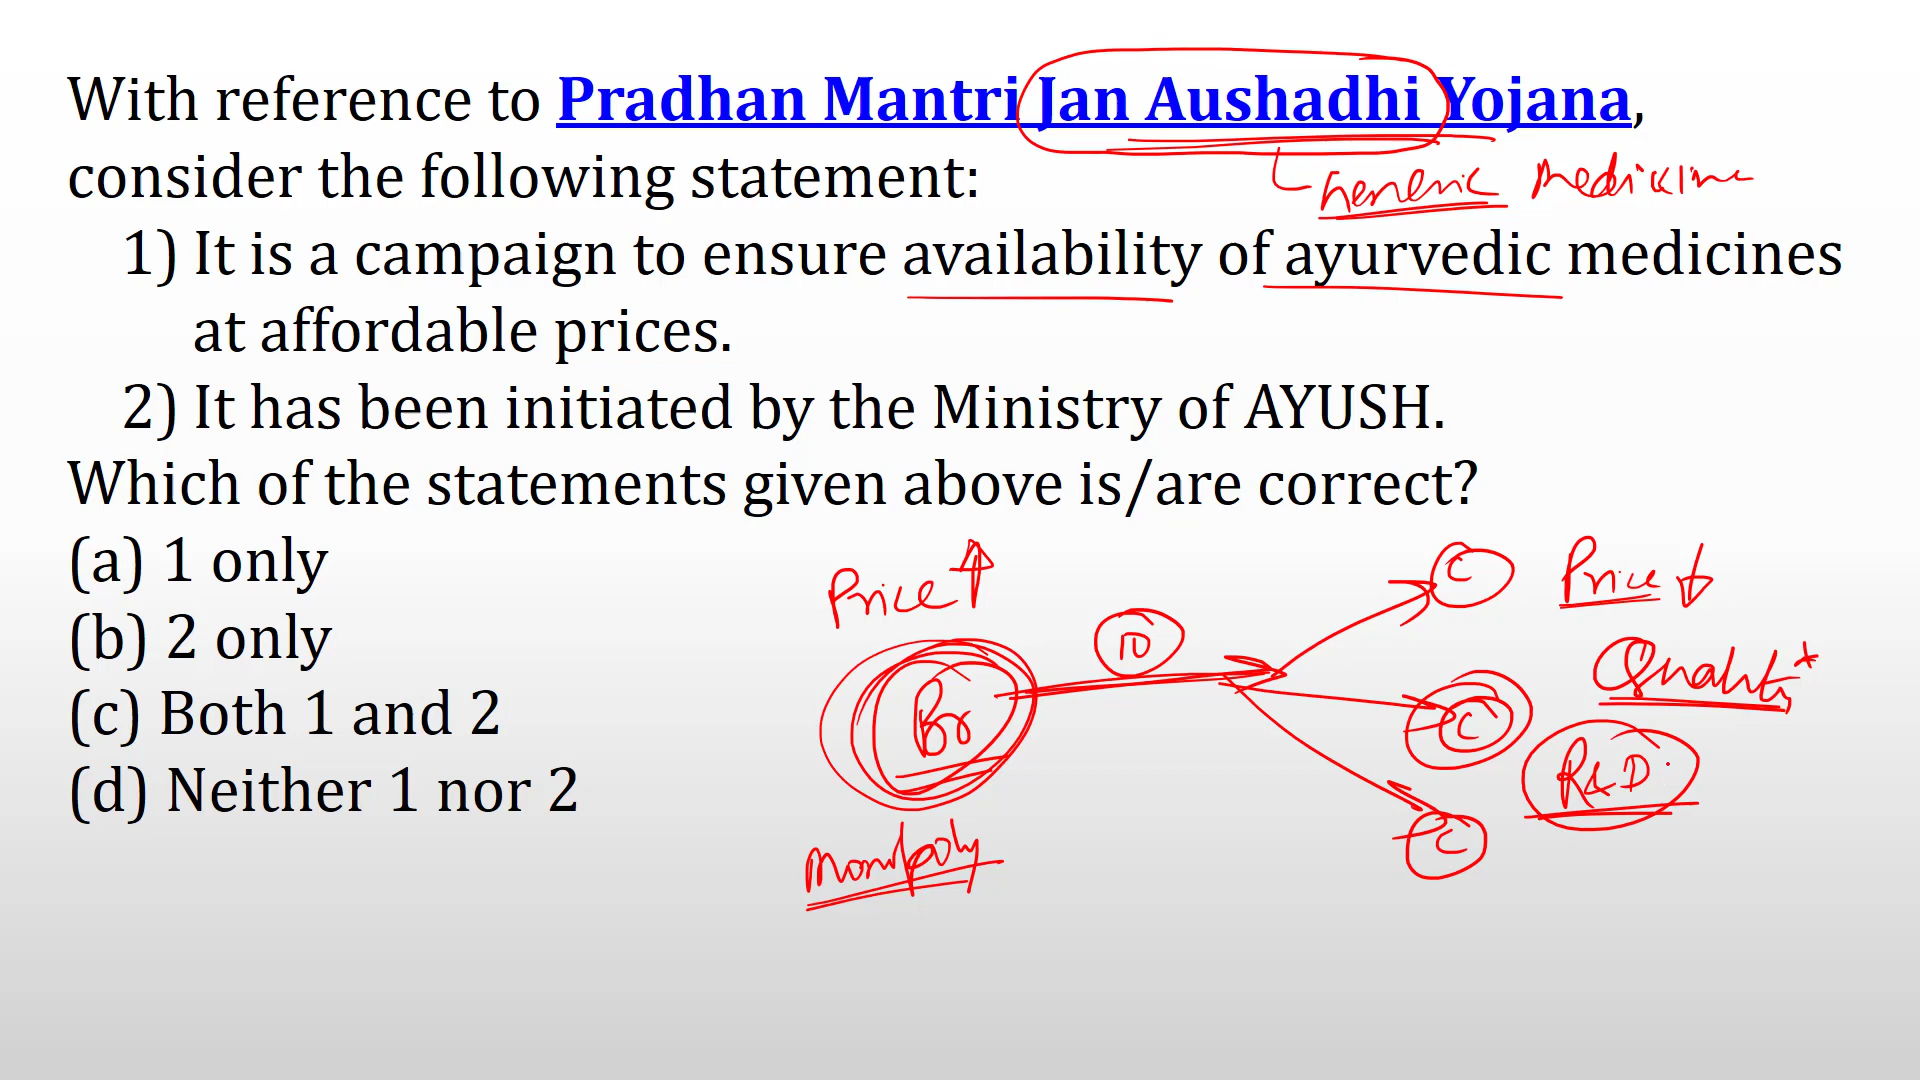 With reference to Pradhan Mantri Jan Aushadhi Yojana,
consider the following statement:
Generic Medicine
1) It is a campaign to ensure availability of ayurvedic medicines
at affordable prices.
2) It has been initiated by the Ministry of AYUSH.
Which of the statements given above is/are correct?
(a) 1 only
(b) 2 only
(c) Both 1 and 2
(d) Neither 1 nor 2
Price ↑
10
Br
Monopoly
C
Price ↓
Quality
C
R&D
C